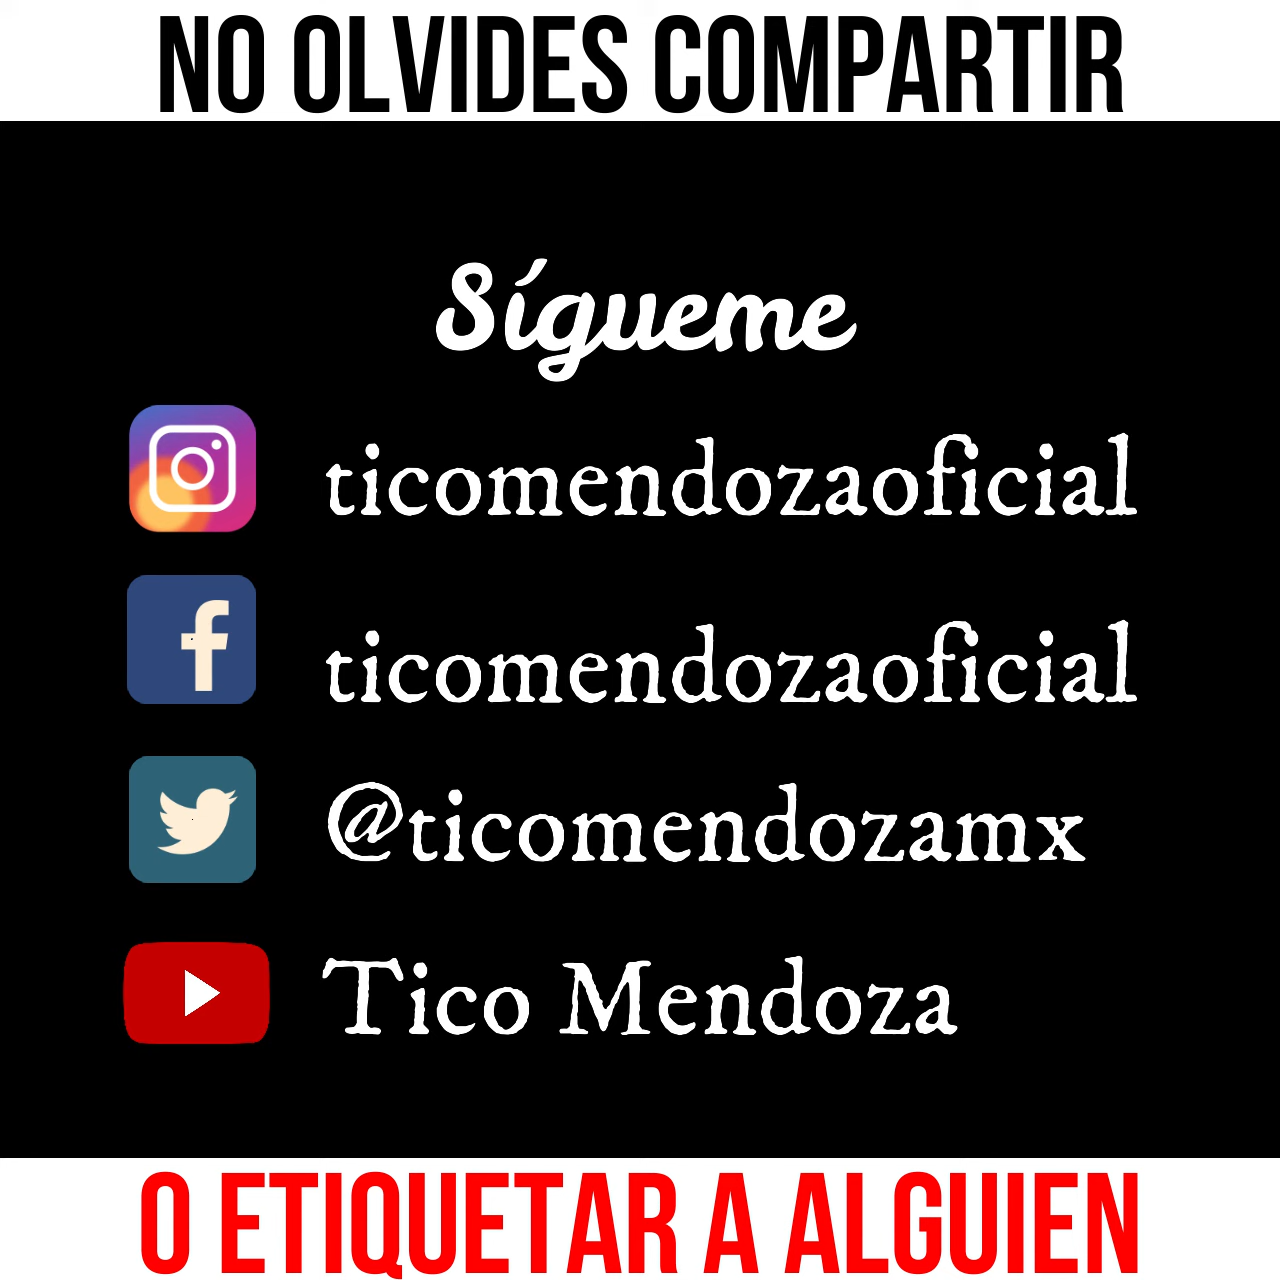 NO OLVIDES COMPARTIR
Sígueme
ticomendozaoficial
ticomendozaoficial
@ticomendozamx
Tico Mendoza
O ETIQUETAR A ALGUIEN